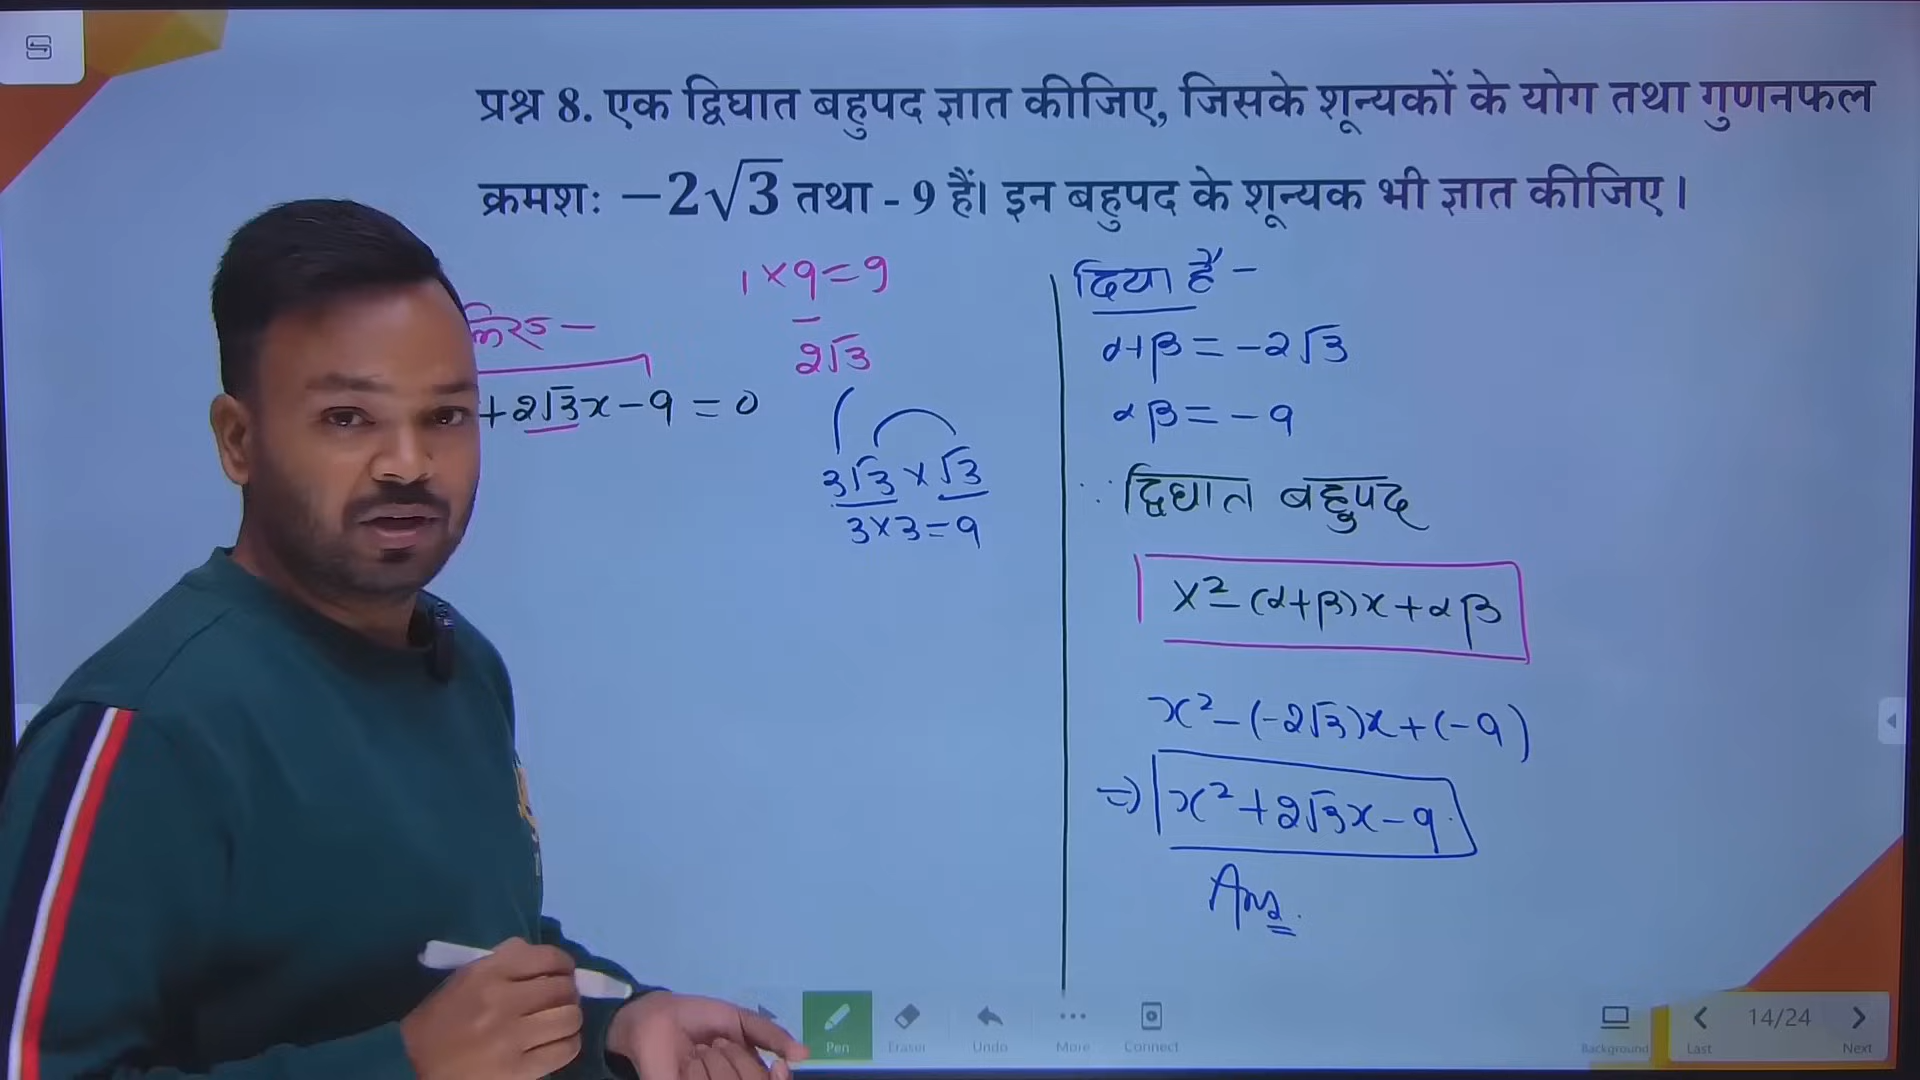 प्रश्न 8. एक द्विघात बहुपद ज्ञात कीजिए, जिसके शून्यकों के योग तथा गुणनफल
क्रमशः −2√3 तथा - 9 हैं। इन बहुपद के शून्यक भी ज्ञात कीजिए।
1×9=9
2√3
+2√3x−9=0
3√3×√3
3×3=9
दिया है −
α+β=−2√3
αβ=−9
∵ द्विघात बहुपद
x²−(α+β)x+αβ
x²−(−2√3)x+(−9)
⇒ x²+2√3x−9
Ans.
Pen
Eraser
Undo
More
Connect
Background
Last
14/24
Next